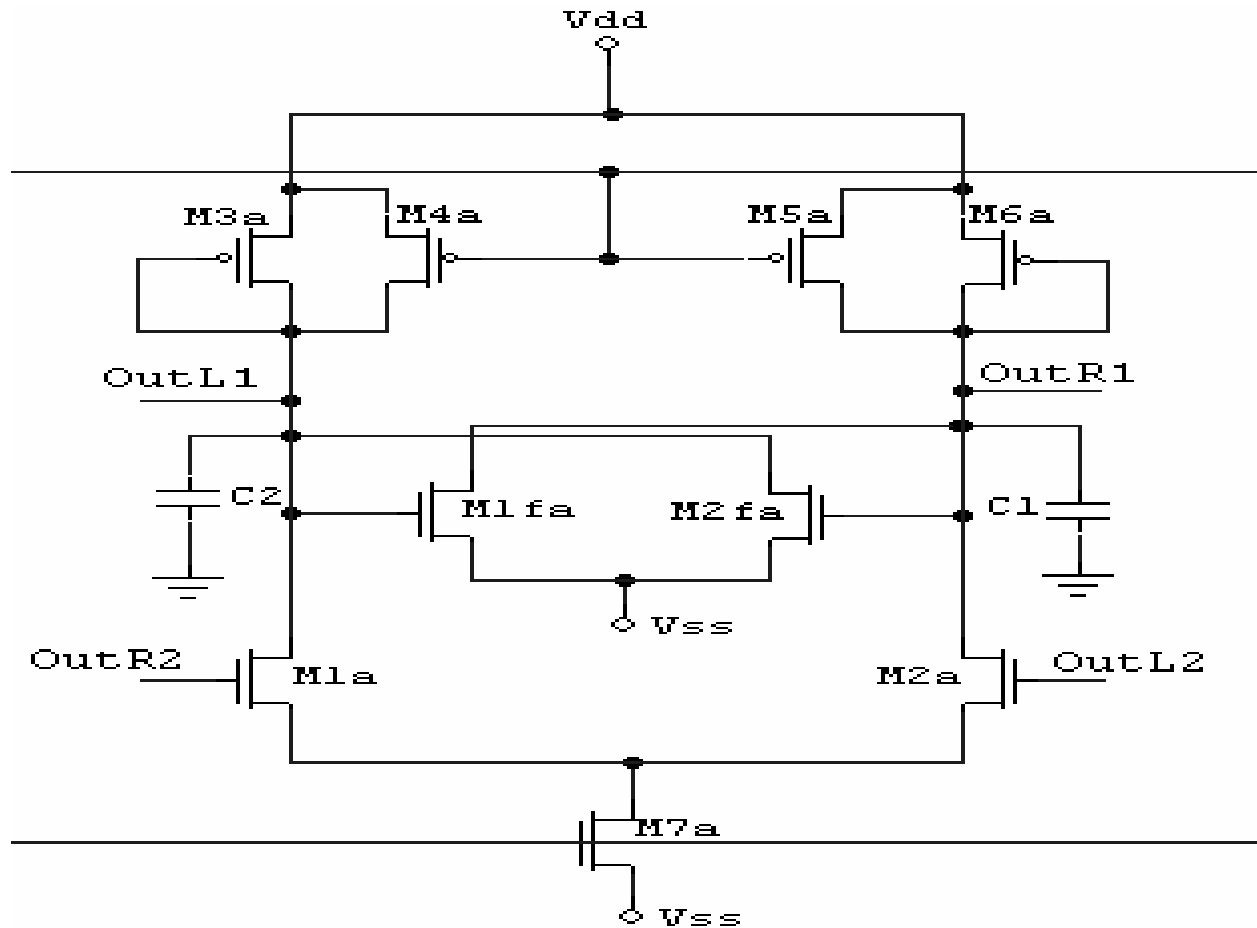 Vdd
M3a
M4a
M5a
M6a
OutL1
OutR1
C2
M1fa
M2fa
C1
Vss
OutR2
M1a
M2a
OutL2
M7a
Vss